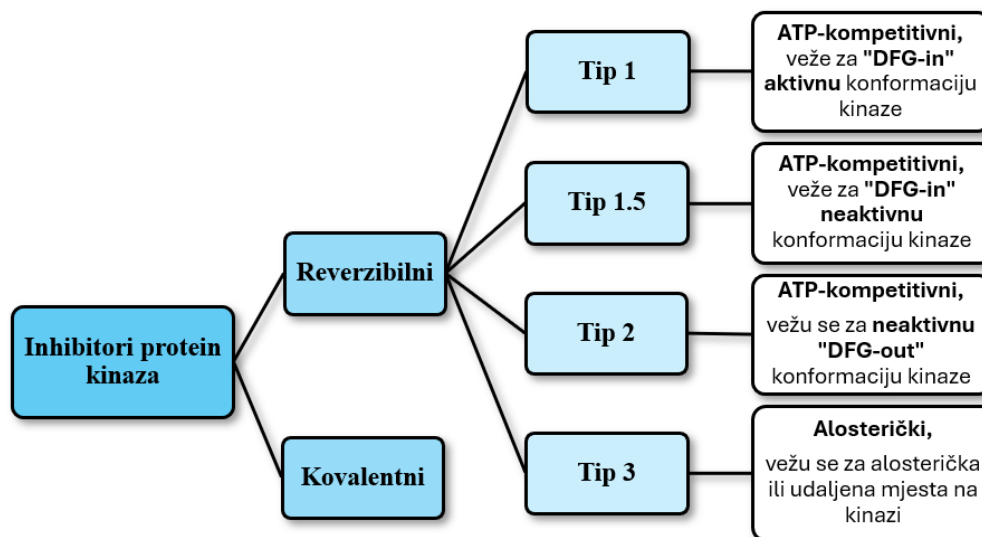 Inhibitori protein
kinaza
Reverzibilni
Kovalentni
Tip 1
ATP-kompetitivni,
veže za "DFG-in"
aktivnu konformaciju
kinaze
Tip 1.5
ATP-kompetitivni,
veže za "DFG-in"
neaktivnu
konformaciju kinaze
Tip 2
ATP-kompetitivni,
vežu se za neaktivnu
"DFG-out"
konformaciju kinaze
Tip 3
Alosterički,
vežu se za alosterička
ili udaljena mjesta na
kinazi